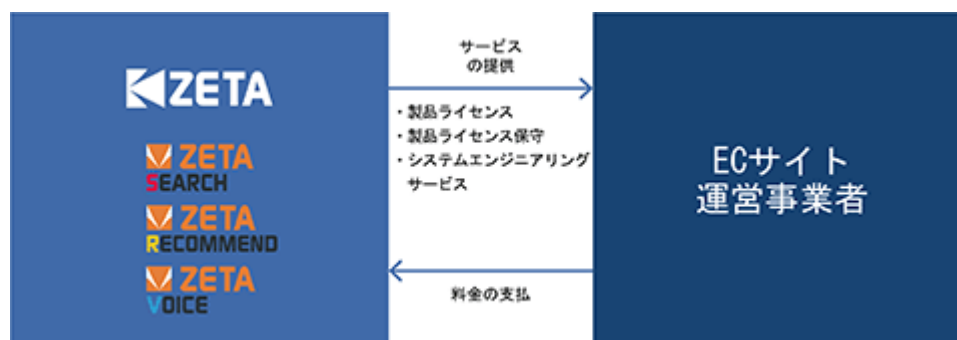 ZETA
ZETA
SEARCH
ZETA
RECOMMEND
ZETA
VOICE
サービス
の提供
・製品ライセンス
・製品ライセンス保守
・システムエンジニアリング
サービス
料金の支払
ECサイト
運営事業者